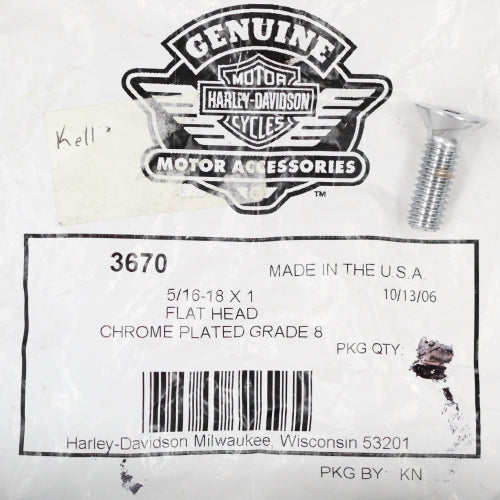 GENUINE
MOTOR
HARLEY-DAVIDSON
CYCLES
MOTOR ACCESSORIES
™
3670
MADE IN THE U.S.A.
5/16-18 X 1
10/13/06
FLAT HEAD
CHROME PLATED GRADE 8
PKG QTY:
Harley-Davidson Milwaukee, Wisconsin 53201
PKG BY: KN